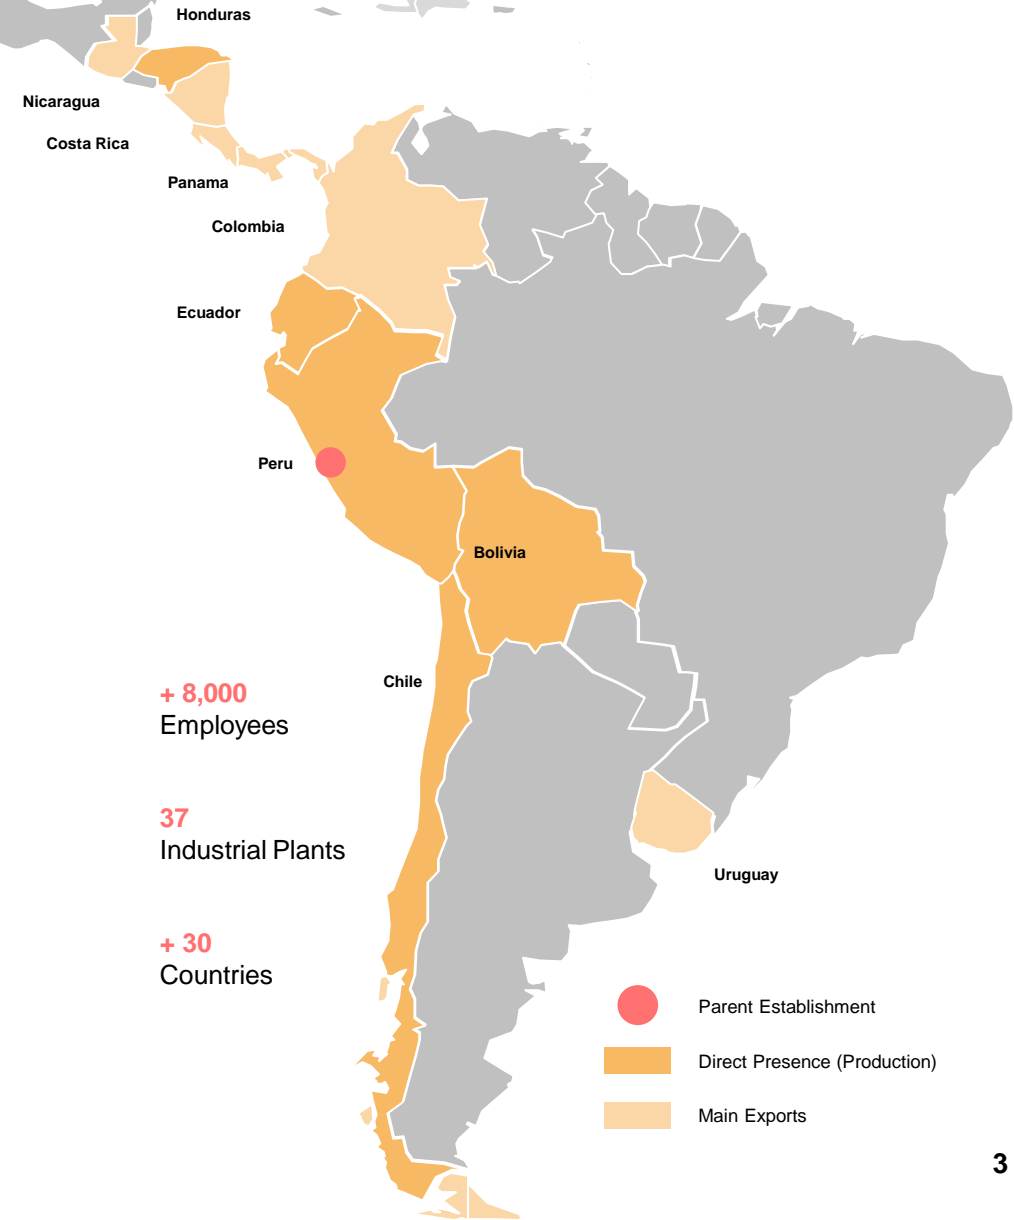 Honduras
Nicaragua
Costa Rica
Panama
Colombia
Ecuador
Peru
Bolivia
Chile
+ 8,000
Employees
37
Industrial Plants
Uruguay
+ 30
Countries
Parent Establishment
Direct Presence (Production)
Main Exports
3